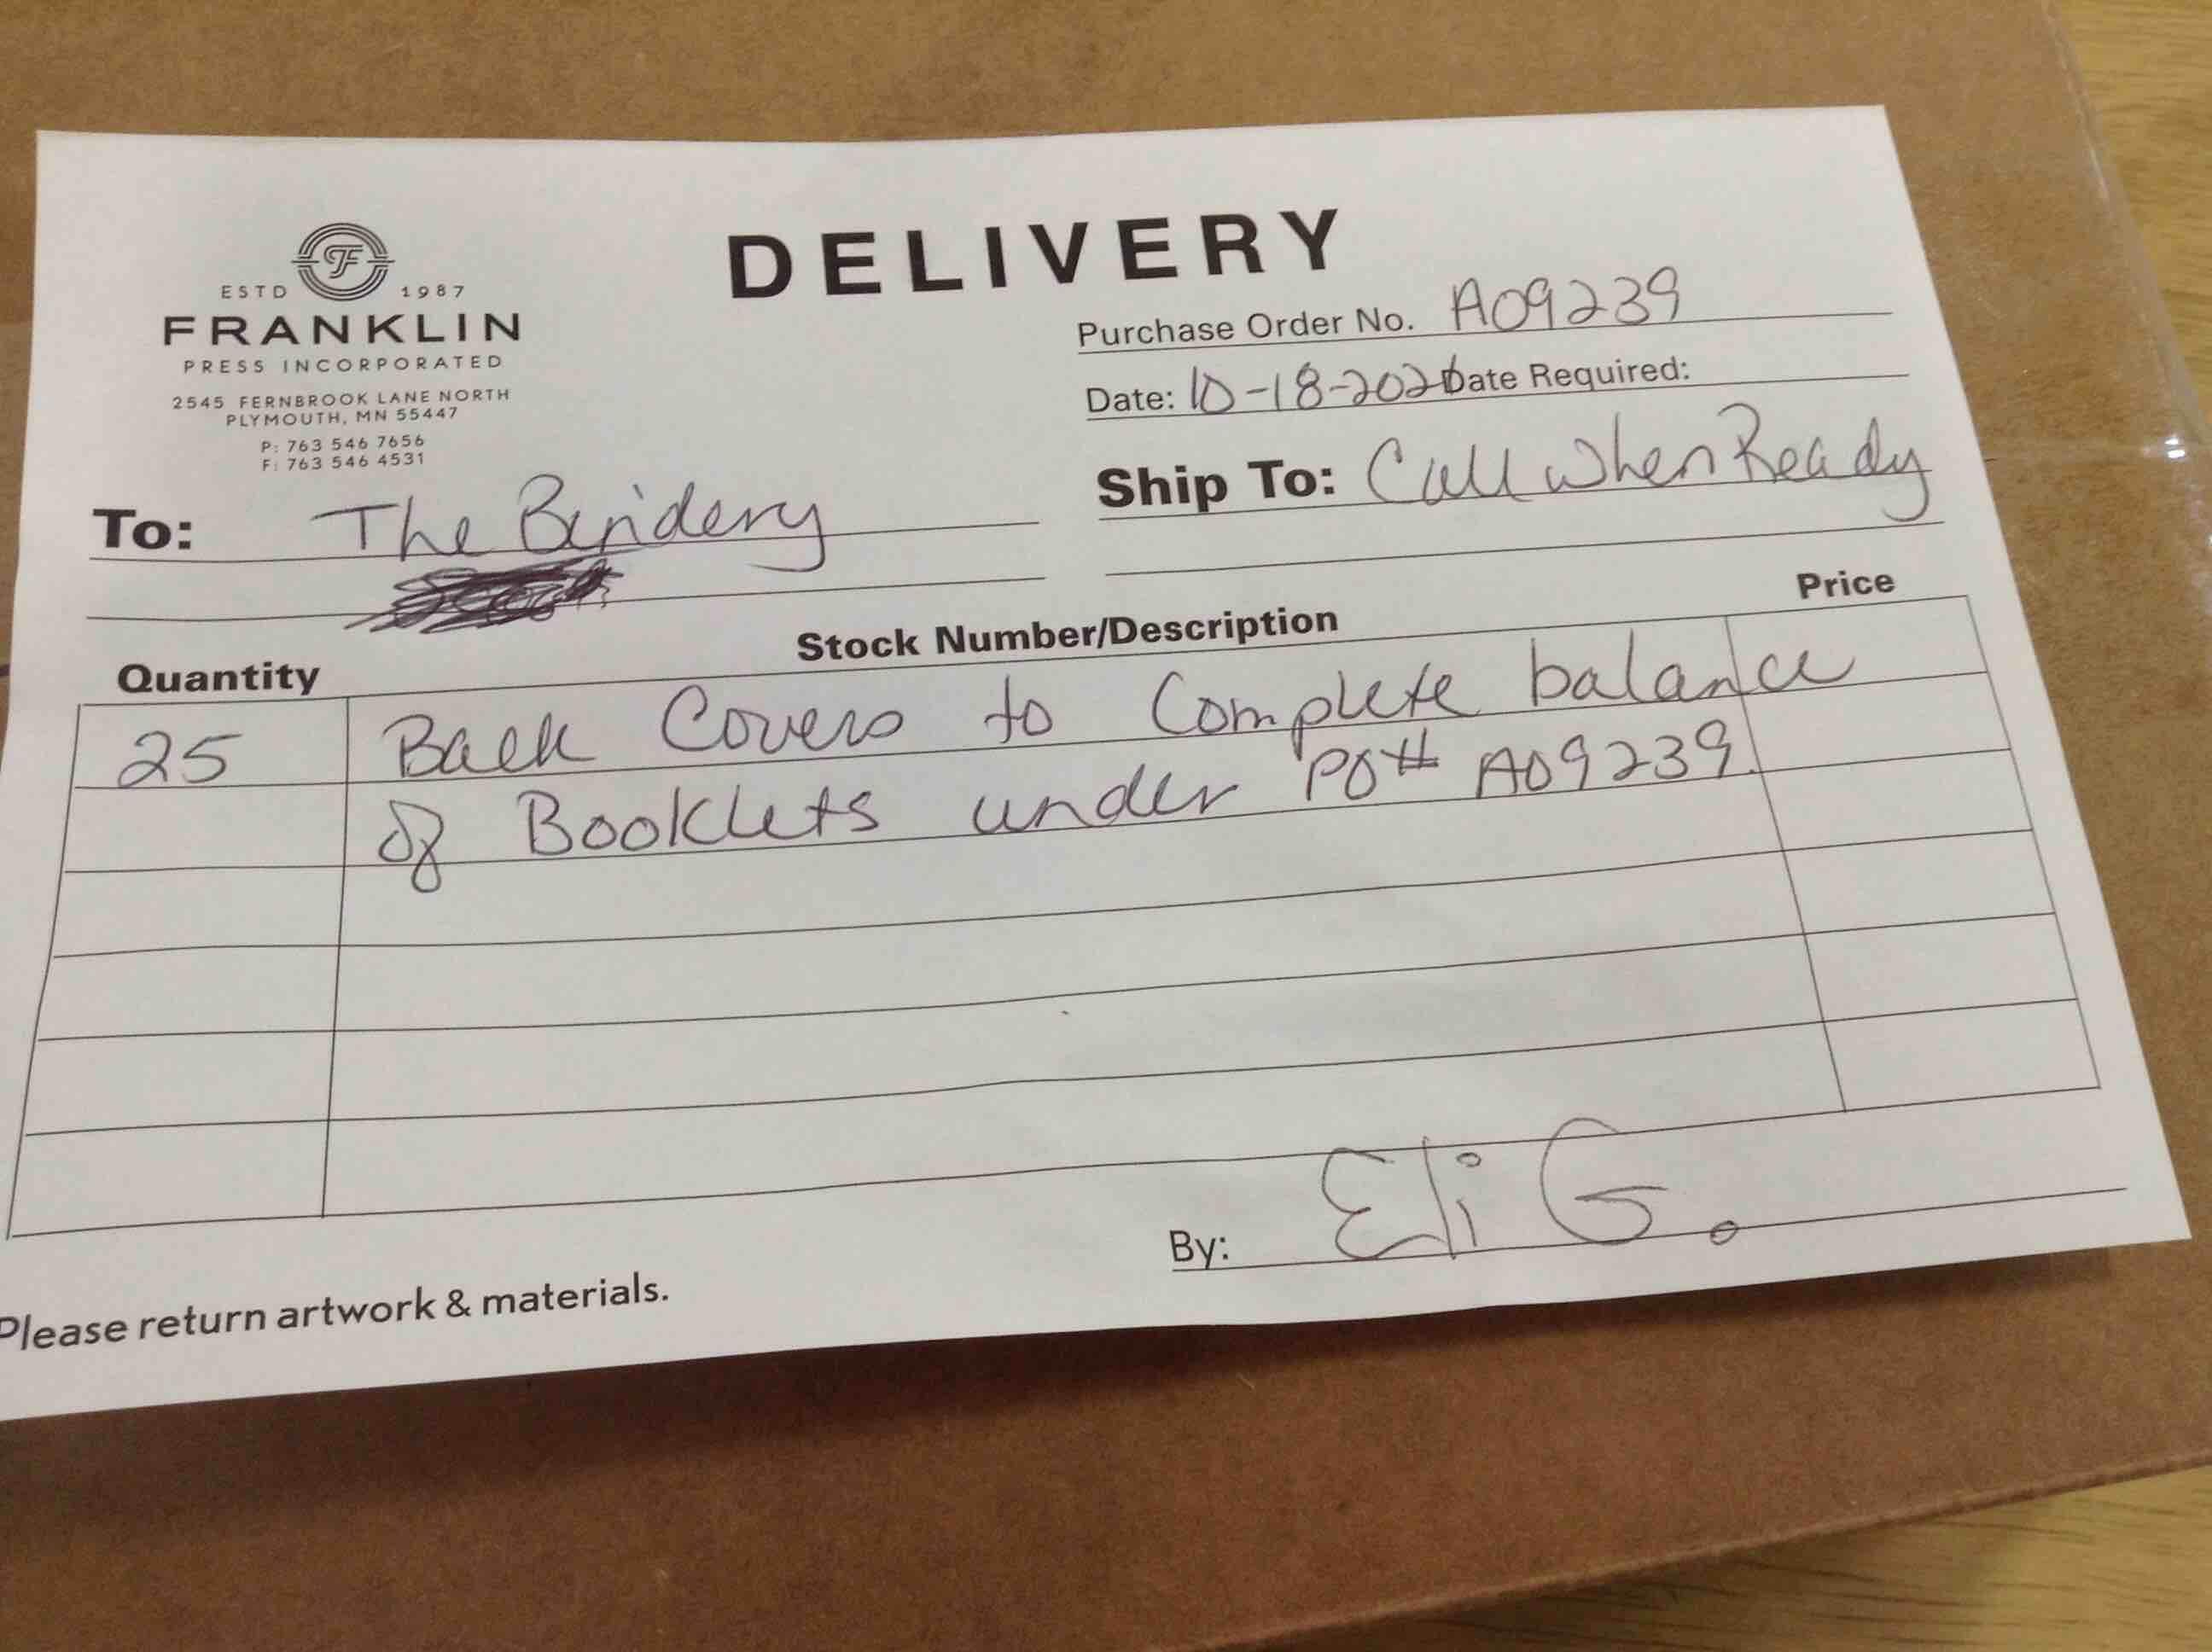 DELIVERY
ESTD 1987
FRANKLIN
PRESS INCORPORATED
2545 FERNBROOK LANE NORTH
PLYMOUTH, MN 55447
P: 763 546 7656
F: 763 546 4531
Purchase Order No. A09239
Date: 10-18-202 Date Required:
To: The Bindery
Ship To: Call When Ready
Quantity Stock Number/Description Price
25 Back Covers to Complete balance
of Booklets under PO# A09239.
By: Eli G.
Please return artwork & materials.